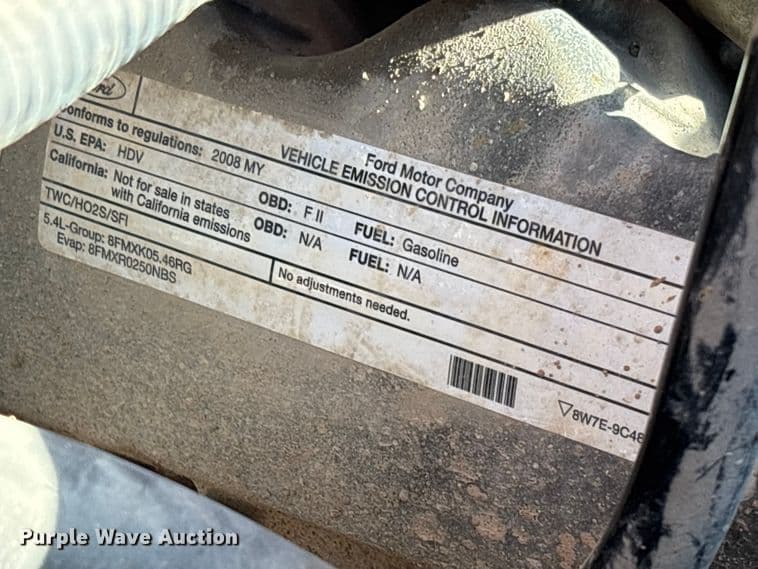 Ford Motor Company
VEHICLE EMISSION CONTROL INFORMATION
Conforms to regulations: 2008 MY
U.S. EPA: HDV OBD: F II FUEL: Gasoline
California: Not for sale in states with California emissions OBD: N/A FUEL: N/A
TWC/HO2S/SFI
No adjustments needed.
5.4L-Group: 8FMXK05.46RG
Evap: 8FMXR0250NBS
8W7E-9C48
Purple Wave Auction